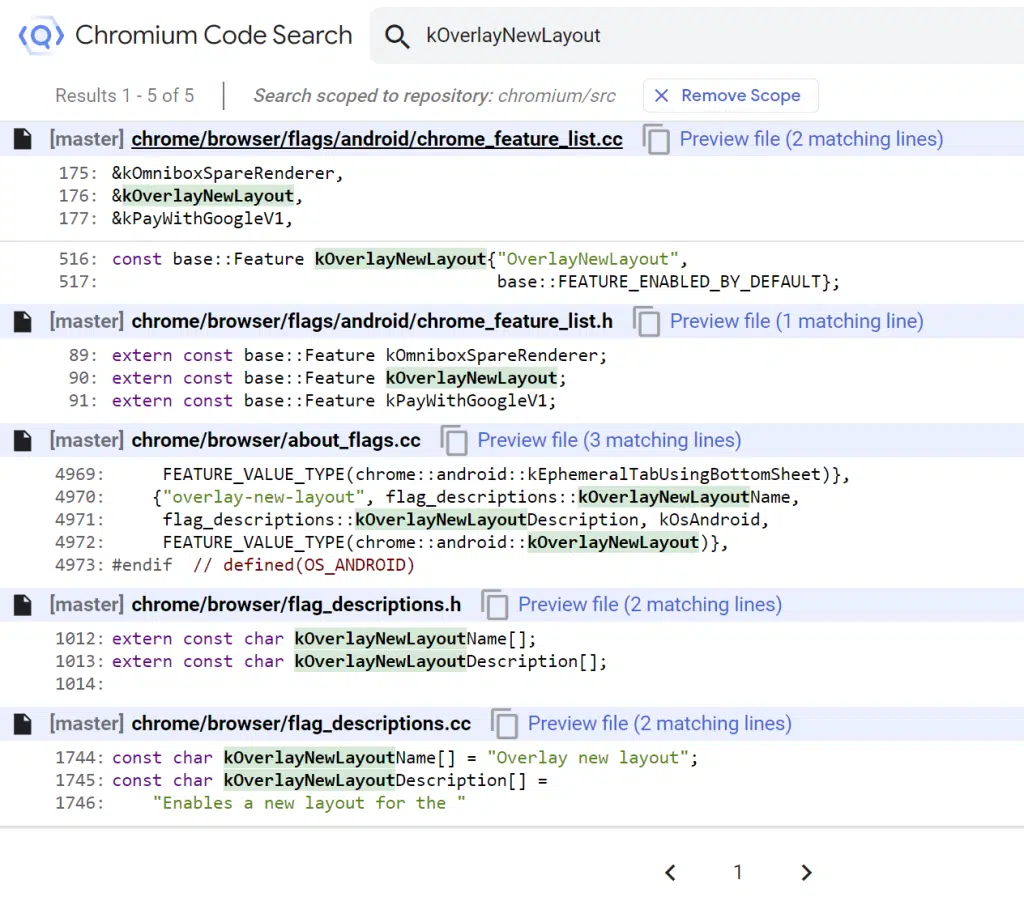 Chromium Code Search kOverlayNewLayout
Results 1 - 5 of 5 Search scoped to repository: chromium/src Remove Scope
[master] chrome/browser/flags/android/chrome_feature_list.cc Preview file (2 matching lines)
175: &kOmniboxSpareRenderer,
176: &kOverlayNewLayout,
177: &kPayWithGoogleV1,
516: const base::Feature kOverlayNewLayout{"OverlayNewLayout",
517: base::FEATURE_ENABLED_BY_DEFAULT};
[master] chrome/browser/flags/android/chrome_feature_list.h Preview file (1 matching line)
89: extern const base::Feature kOmniboxSpareRenderer;
90: extern const base::Feature kOverlayNewLayout;
91: extern const base::Feature kPayWithGoogleV1;
[master] chrome/browser/about_flags.cc Preview file (3 matching lines)
4969: FEATURE_VALUE_TYPE(chrome::android::kEphemeralTabUsingBottomSheet)},
4970: {"overlay-new-layout", flag_descriptions::kOverlayNewLayoutName,
4971: flag_descriptions::kOverlayNewLayoutDescription, kOsAndroid,
4972: FEATURE_VALUE_TYPE(chrome::android::kOverlayNewLayout)},
4973: #endif // defined(OS_ANDROID)
[master] chrome/browser/flag_descriptions.h Preview file (2 matching lines)
1012: extern const char kOverlayNewLayoutName[];
1013: extern const char kOverlayNewLayoutDescription[];
1014:
[master] chrome/browser/flag_descriptions.cc Preview file (2 matching lines)
1744: const char kOverlayNewLayoutName[] = "Overlay new layout";
1745: const char kOverlayNewLayoutDescription[] =
1746: "Enables a new layout for the "
1